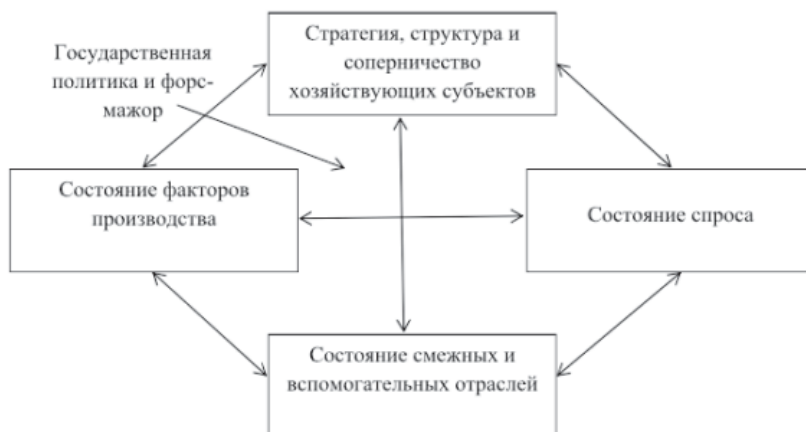 Стратегия, структура и
соперничество
хозяйствующих субъектов
Государственная
политика и форс-
мажор
Состояние факторов
производства
Состояние спроса
Состояние смежных и
вспомогательных отраслей